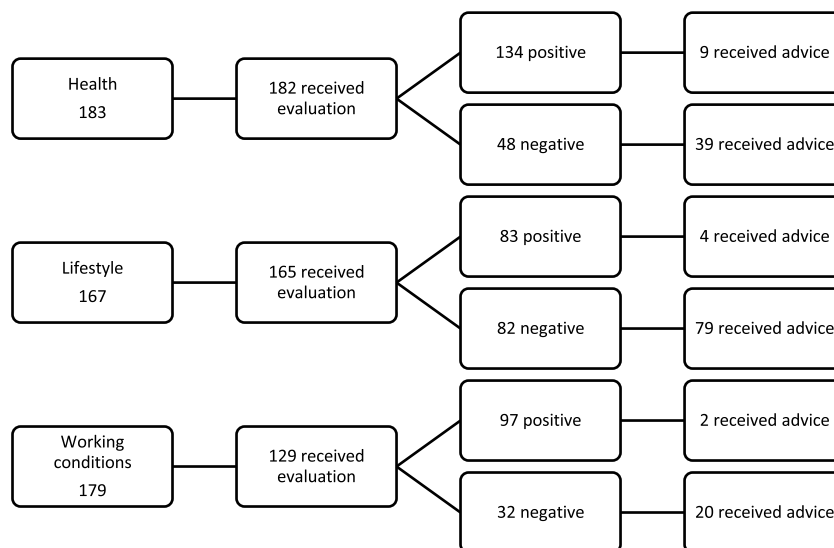 Health
183
182 received
evaluation
134 positive
9 received advice
48 negative
39 received advice
Lifestyle
167
165 received
evaluation
83 positive
4 received advice
82 negative
79 received advice
Working
conditions
179
129 received
evaluation
97 positive
2 received advice
32 negative
20 received advice